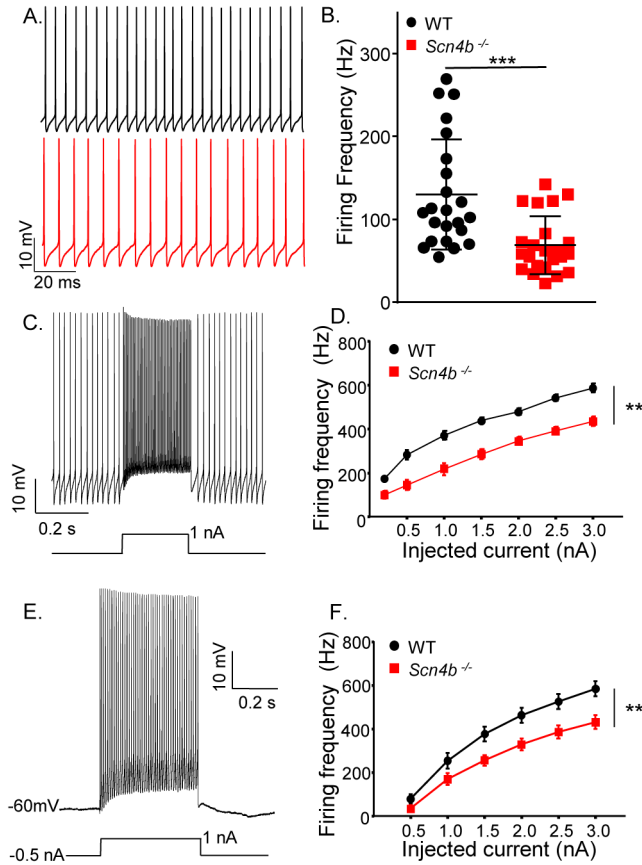 A.
10 mV
20 ms
B.
WT
Scn4b -/-
***
Firing Frequency (Hz)
300
200
100
0
C.
10 mV
0.2 s
1 nA
D.
WT
Scn4b -/-
**
Firing frequency (Hz)
800
600
400
200
0
0.5 1.0 1.5 2.0 2.5 3.0
Injected current (nA)
E.
10 mV
0.2 s
-60mV
-0.5 nA
1 nA
F.
WT
Scn4b -/-
**
Firing frequency (Hz)
800
600
400
200
0
0.5 1.0 1.5 2.0 2.5 3.0
Injected current (nA)